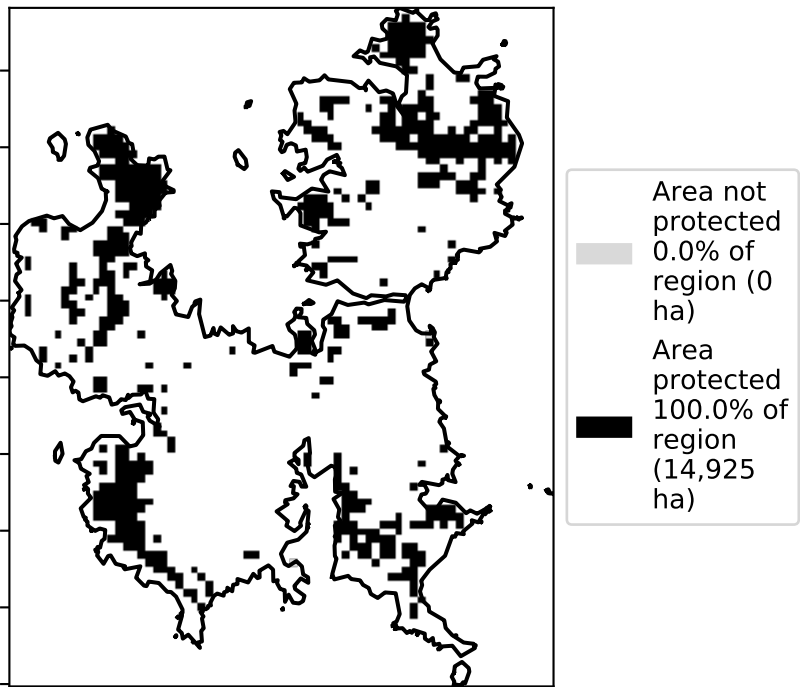 Area not
protected
0.0% of
region (0
ha)
Area
protected
100.0% of
region
(14,925
ha)